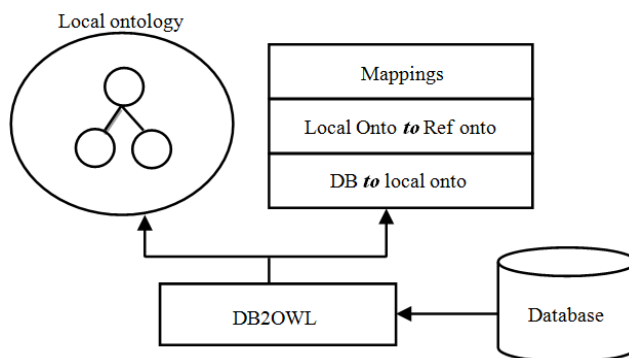 Local ontology
Mappings
Local Onto to Ref onto
DB to local onto
DB2OWL
Database